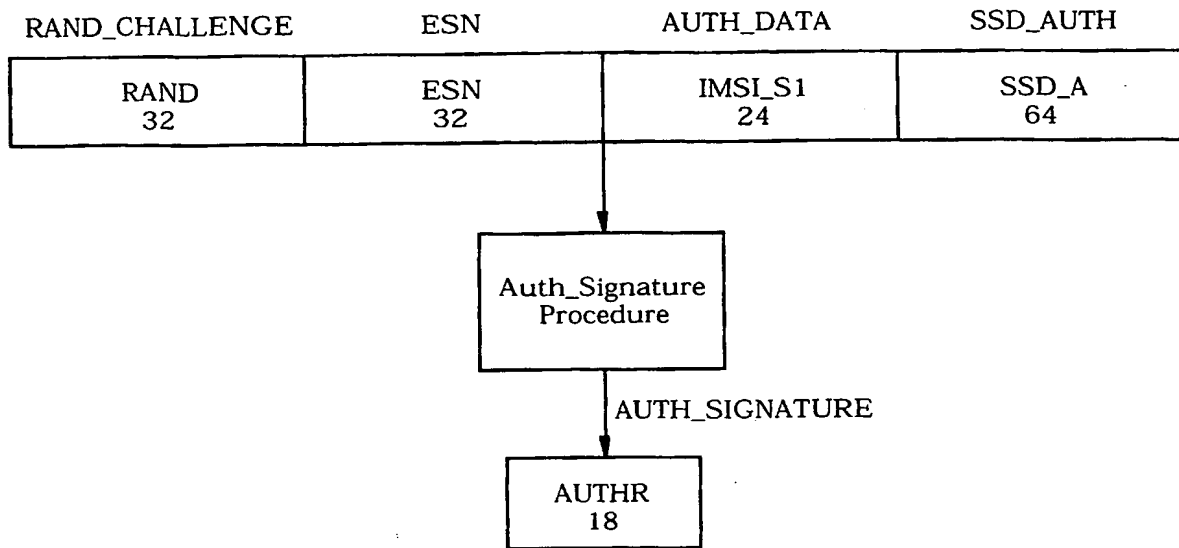 RAND_CHALLENGE ESN AUTH_DATA SSD_AUTH
RAND ESN IMSI_S1 SSD_A
32 32 24 64
Auth_Signature
Procedure
AUTH_SIGNATURE
AUTHR
18